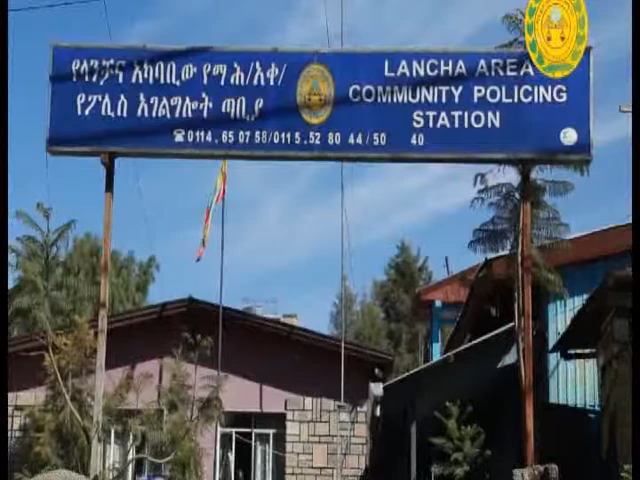 የላንቻና አካባቢው የማሕ/አቀ/
የፖሊስ አገልግሎት ጣቢያ
LANCHA AREA
COMMUNITY POLICING
STATION
0114. 65 07 58/011 5.52 80 44/50 40